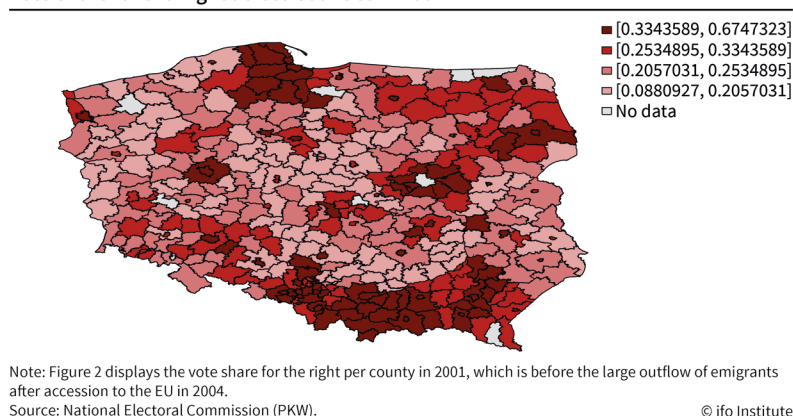 [0.3343589, 0.6747323]
[0.2534895, 0.3343589]
[0.2057031, 0.2534895]
[0.0880927, 0.2057031]
No data
Note: Figure 2 displays the vote share for the right per county in 2001, which is before the large outflow of emigrants
after accession to the EU in 2004.
Source: National Electoral Commission (PKW).
© ifo Institute